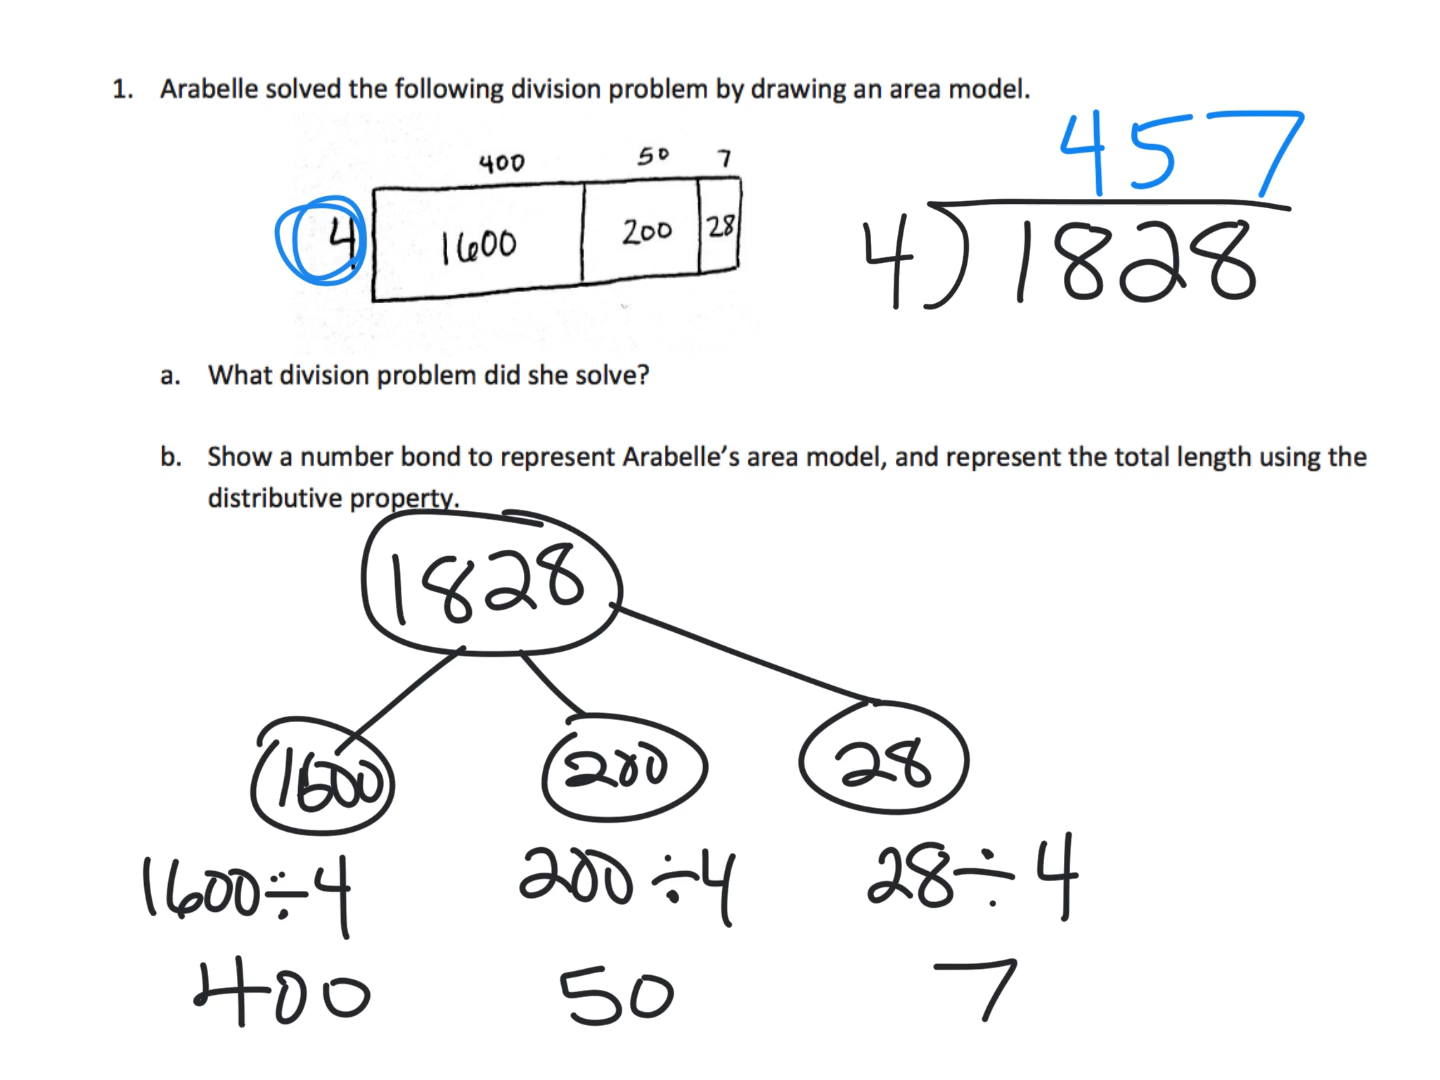 1. Arabelle solved the following division problem by drawing an area model.
457
4)1828
400 50 7
4 1600 200 28
a. What division problem did she solve?
b. Show a number bond to represent Arabelle's area model, and represent the total length using the
distributive property.
1828
1600 200 28
1600÷4 200÷4 28÷4
400 50 7